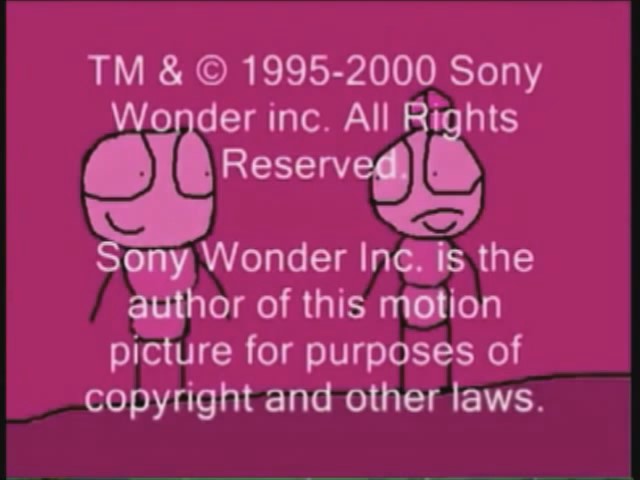 TM & © 1995-2000 Sony
Wonder inc. All Rights
Reserved.
Sony Wonder Inc. is the
author of this motion
picture for purposes of
copyright and other laws.